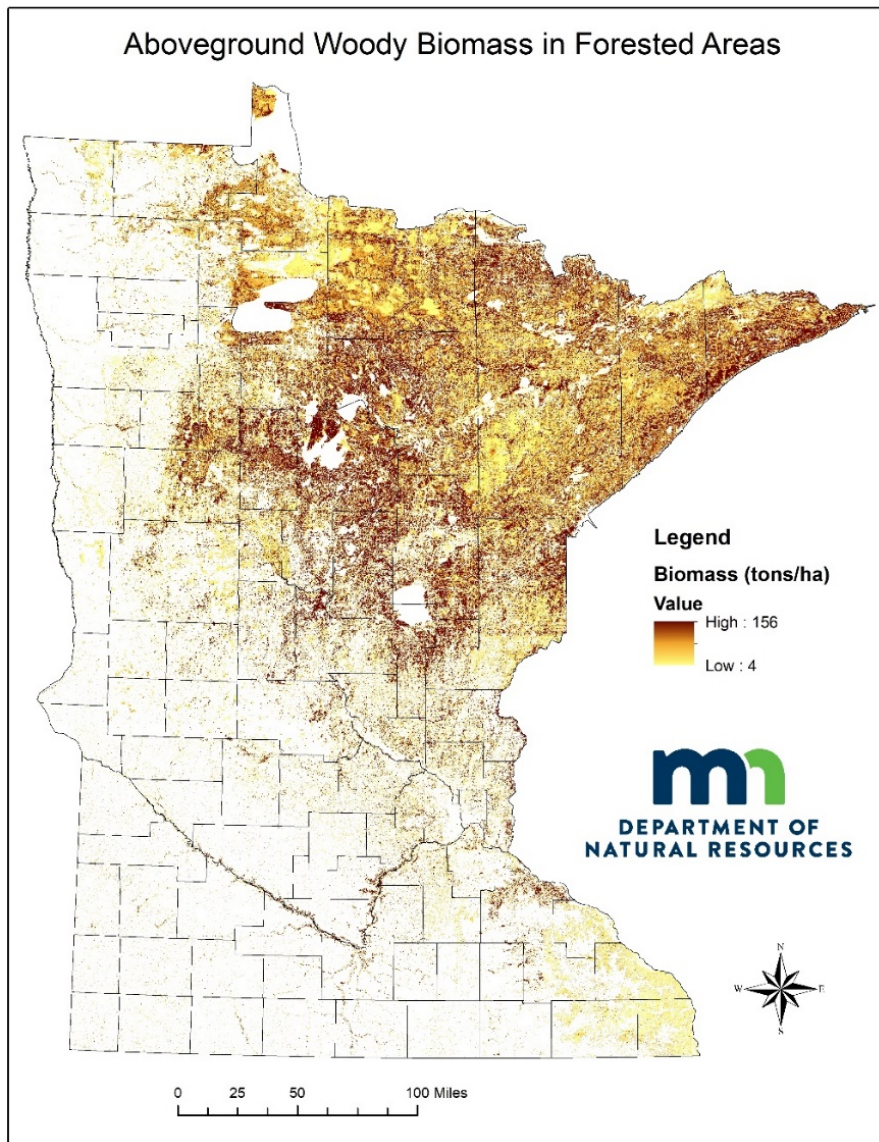 Aboveground Woody Biomass in Forested Areas
Legend
Biomass (tons/ha)
Value
High : 156
Low : 4
mn
DEPARTMENT OF
NATURAL RESOURCES
N
W E
S
0 25 50 100 Miles